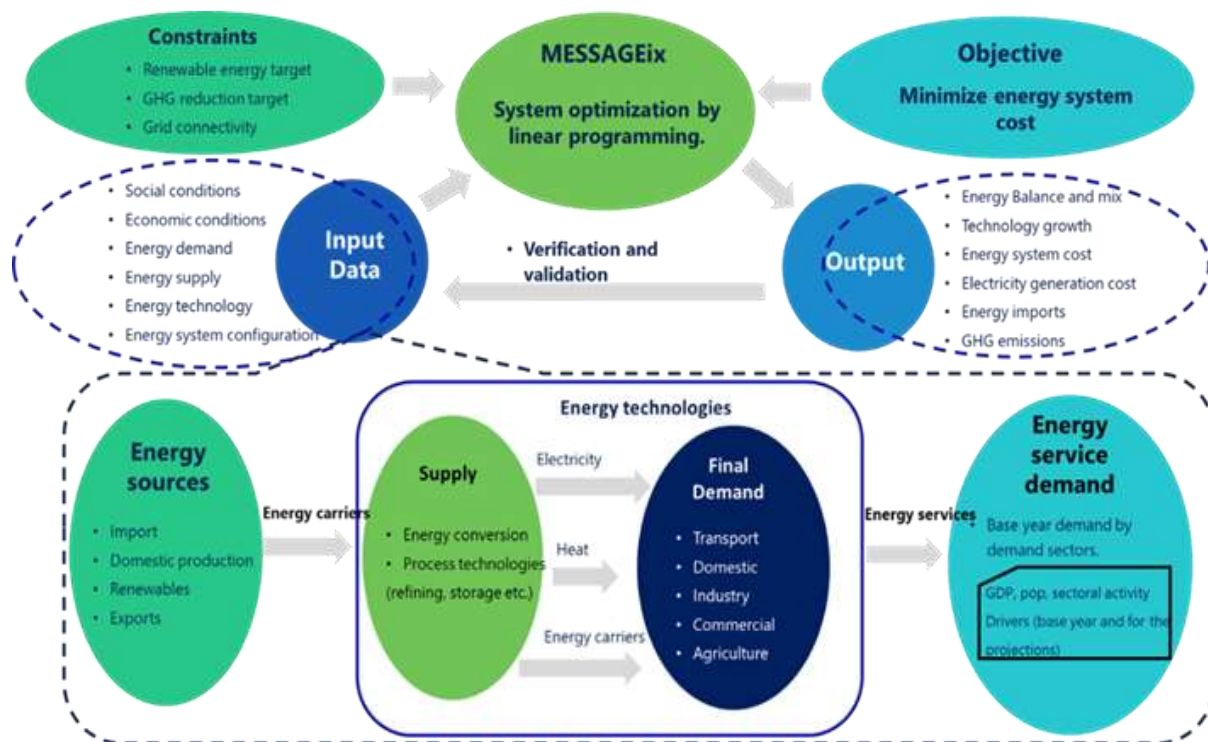 Constraints
• Renewable energy target
• GHG reduction target
• Grid connectivity
MESSAGEix
System optimization by
linear programming.
Objective
Minimize energy system
cost
• Social conditions
• Economic conditions
• Energy demand
• Energy supply
• Energy technology
• Energy system configuration
Input
Data
• Verification and
validation
Output
• Energy Balance and mix
• Technology growth
• Energy system cost
• Electricity generation cost
• Energy imports
• GHG emissions
Energy
sources
• Import
• Domestic production
• Renewables
• Exports
Energy carriers
Energy technologies
Supply
• Energy conversion
• Process technologies
(refining, storage etc.)
Electricity
Heat
Energy carriers
Final
Demand
• Transport
• Domestic
• Industry
• Commercial
• Agriculture
Energy services
Energy
service
demand
• Base year demand by
demand sectors.
GDP, pop, sectoral activity
Drivers (base year and for the
projections)